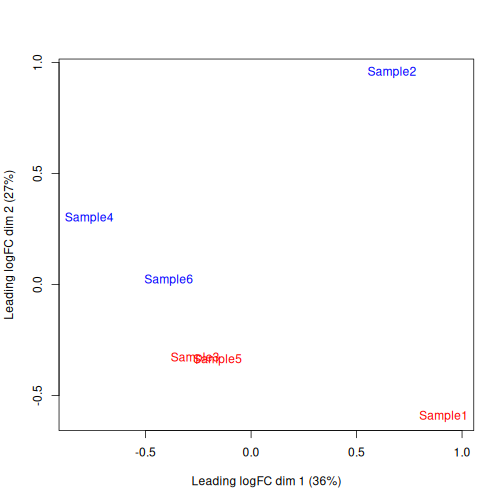 1.0
Sample2
0.5
Sample4
Leading logFC dim 2 (27%)
Sample6
0.0
Sample3
Sample5
-0.5
Sample1
-0.5
0.0
0.5
1.0
Leading logFC dim 1 (36%)